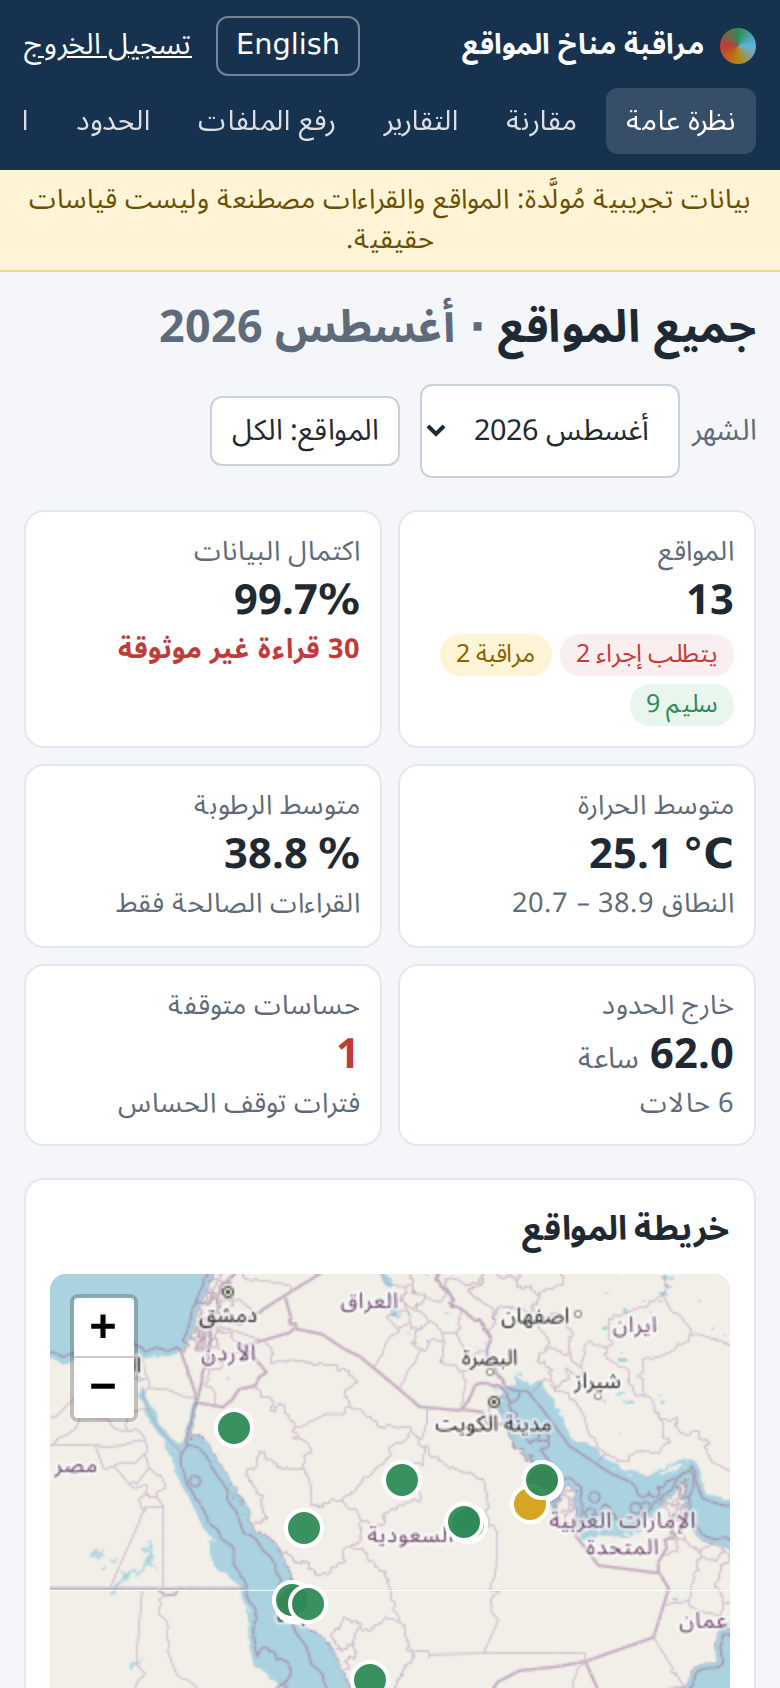 مراقبة مناخ المواقع
English
تسجيل الخروج
نظرة عامة
مقارنة
التقارير
رفع الملفات
الحدود
بيانات تجريبية مُولَّدة: المواقع والقراءات مصطنعة وليست قياسات
حقيقية.
جميع المواقع · أغسطس 2026
الشهر
أغسطس 2026
المواقع: الكل
المواقع
13
يتطلب إجراء 2
مراقبة 2
سليم 9
اكتمال البيانات
99.7%
30 قراءة غير موثوقة
متوسط الحرارة
25.1 °C
النطاق 38.9 – 20.7
متوسط الرطوبة
38.8 %
القراءات الصالحة فقط
خارج الحدود
62.0 ساعة
6 حالات
حساسات متوقفة
1
فترات توقف الحساس
خريطة المواقع
+
−
دمشق
العراق
اصفهان
ايران
الأردن
البصرة
شيراز
مدينة الكويت
مصر
السعودية
الإمارات العربية
المتحدة
عمان